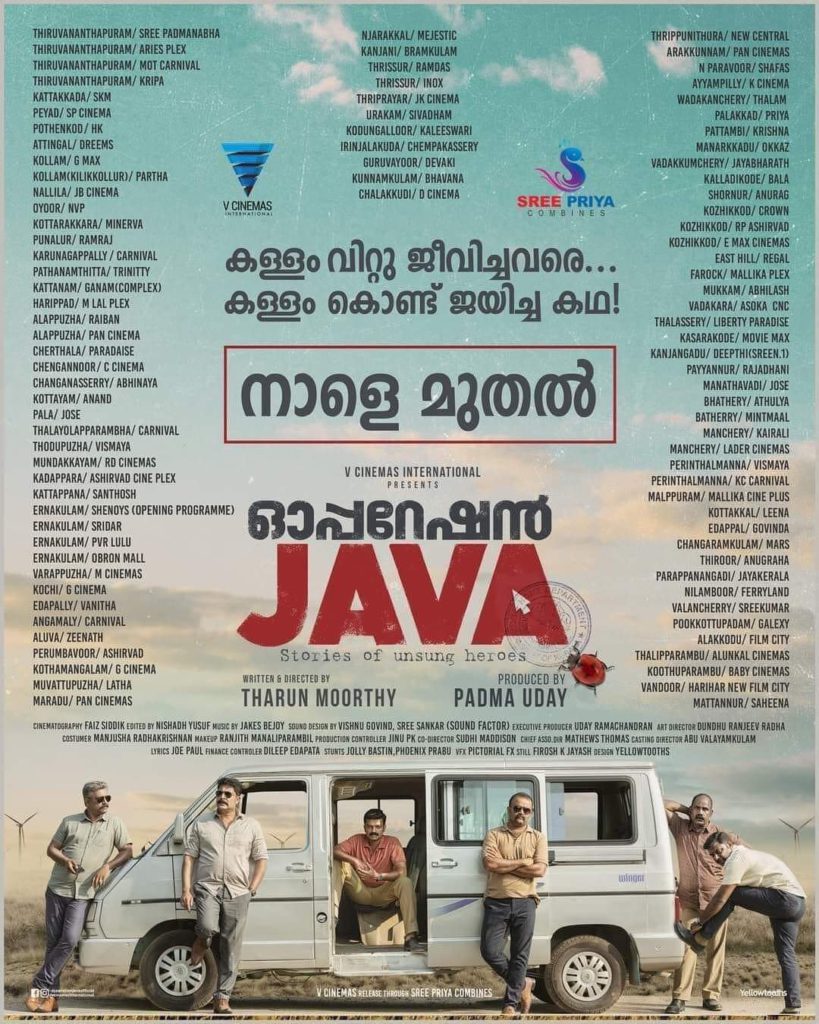 THIRUVANANTHAPURAM/ SREE PADMANABHA
THIRUVANANTHAPURAM/ ARIES PLEX
THIRUVANANTHAPURAM/ MOT CARNIVAL
THIRUVANANTHAPURAM/ KRIPA
KATTAKKADA/ SKM
PEYAD/ SP CINEMA
POTHENKOD/ HK
ATTINGAL/ DREEMS
KOLLAM/ G MAX
KOLLAM(KILIKKOLLUR)/ PARTHA
NALLILA/ JB CINEMA
OYOOR/ NVP
KOTTARAKKARA/ MINERVA
PUNALUR/ RAMRAJ
KARUNAGAPPALLY/ CARNIVAL
PATHANAMTHITTA/ TRINITTY
KATTANAM/ GANAM(COMPLEX)
HARIPPAD/ M LAL PLEX
ALAPPUZHA/ RAIBAN
ALAPPUZHA/ PAN CINEMA
CHERTHALA/ PARADAISE
CHENGANNOOR/ C CINEMA
CHANGANASSERRY/ ABHINAYA
KOTTAYAM/ ANAND
PALA/ JOSE
THALAYOLAPPARAMBHA/ CARNIVAL
THODUPUZHA/ VISMAYA
MUNDAKKAYAM/ RD CINEMAS
KADAPPARA/ ASHIRVAD CINE PLEX
KATTAPPANA/ SANTHOSH
ERNAKULAM/ SHENOYS (OPENING PROGRAMME)
ERNAKULAM/ SRIDAR
ERNAKULAM/ PVR LULU
ERNAKULAM/ OBRON MALL
VARAPPUZHA/ M CINEMAS
KOCHI/ G CINEMA
EDAPALLY/ VANITHA
ANGAMALY/ CARNIVAL
ALUVA/ ZEENATH
PERUMBAVOOR/ ASHIRVAD
KOTHAMANGALAM/ G CINEMA
MUVATTUPUZHA/ LATHA
MARADU/ PAN CINEMAS
NJARAKKAL/ MEJESTIC
KANJANI/ BRAMKULAM
THRISSUR/ RAMDAS
THRISSUR/ INOX
THRIPRAYAR/ JK CINEMA
URAKAM/ SIVADHAM
KODUNGALLOOR/ KALEESWARI
IRINJALAKUDA/ CHEMPAKASSERY
GURUVAYOOR/ DEVAKI
KUNNAMKULAM/ BHAVANA
CHALAKKUDI/ D CINEMA
THRIPPUNITHURA/ NEW CENTRAL
ARAKKUNNAM/ PAN CINEMAS
N PARAVOOR/ SHAFAS
AYYAMPILLY/ K CINEMA
WADAKANCHERY/ THALAM
PALAKKAD/ PRIYA
PATTAMBI/ KRISHNA
MANARKKADU/ OKKAZ
VADAKKUMCHERY/ JAYABHARATH
KALLADIKODE/ BALA
SHORNUR/ ANURAG
KOZHIKKOD/ CROWN
KOZHIKKOD/ RP ASHIRVAD
KOZHIKKOD/ E MAX CINEMAS
EAST HILL/ REGAL
FAROCK/ MALLIKA PLEX
MUKKAM/ ABHILASH
VADAKARA/ ASOKA CNC
THALASSERY/ LIBERTY PARADISE
KASARAKODE/ MOVIE MAX
KANJANGADU/ DEEPTHI(SREEN.1)
PAYYANNUR/ RAJADHANI
MANATHAVADI/ JOSE
BHATHERY/ ATHULYA
BATHERRY/ MINTMAAL
MANCHERY/ KAIRALI
MANCHERY/ LADER CINEMAS
PERINTHALMANNA/ VISMAYA
PERINTHALMANNA/ KC CARNIVAL
MALPPURAM/ MALLIKA CINE PLUS
KOTTAKKAL/ LEENA
EDAPPAL/ GOVINDA
CHANGARAMKULAM/ MARS
THIROOR/ ANUGRAHA
PARAPPANANGADI/ JAYAKERALA
NILAMBOOR/ FERRYLAND
VALANCHERRY/ SREEKUMAR
POOKKOTTUPADAM/ GALEXY
ALAKKODU/ FILM CITY
THALIPPARAMBU/ ALUNKAL CINEMAS
KOOTHUPARAMBU/ BABY CINEMAS
VANDOOR/ HARIHAR NEW FILM CITY
MATTANNUR/ SAHEENA
V CINEMAS
INTERNATIONAL
SREE PRIYA
COMBINES
കള്ളം വിറ്റു ജീവിച്ചവരെ...
കള്ളം കൊണ്ട് ജയിച്ച കഥ!
നാളെ മുതൽ
V CINEMAS INTERNATIONAL
PRESENTS
ഓപ്പറേഷൻ
JAVA
DEPARTMENT
Stories of unsung heroes
WRITTEN & DIRECTED BY
THARUN MOORTHY
PRODUCED BY
PADMA UDAY
CINEMATOGRAPHY FAIZ SIDDIK EDITED BY NISHADH YUSUF MUSIC BY JAKES BEJOY SOUND DESIGN BY VISHNU GOVIND, SREE SANKAR (SOUND FACTOR) EXECUTIVE PRODUCER UDAY RAMACHANDRAN ART DIRECTOR DUNDHU RANJEEV RADHA
COSTUMER MANJUSHA RADHAKRISHNAN MAKEUP RANJITH MANALIPARAMBIL PRODUCTION CONTROLLER JINU PK CO-DIRECTOR SUDHI MADDISON CHIEF ASSO.DIR MATHEWS THOMAS CASTING DIRECTOR ABU VALAYAMKULAM
LYRICS JOE PAUL FINANCE CONTROLER DILEEP EDAPATA STUNTS JOLLY BASTIN,PHOENIX PRABU VFX PICTORIAL FX STILL FIROSH K JAYASH DESIGN YELLOWTOOTHS
winger
V CINEMAS RELEASE THROUGH SREE PRIYA COMBINES
Yellowtooths